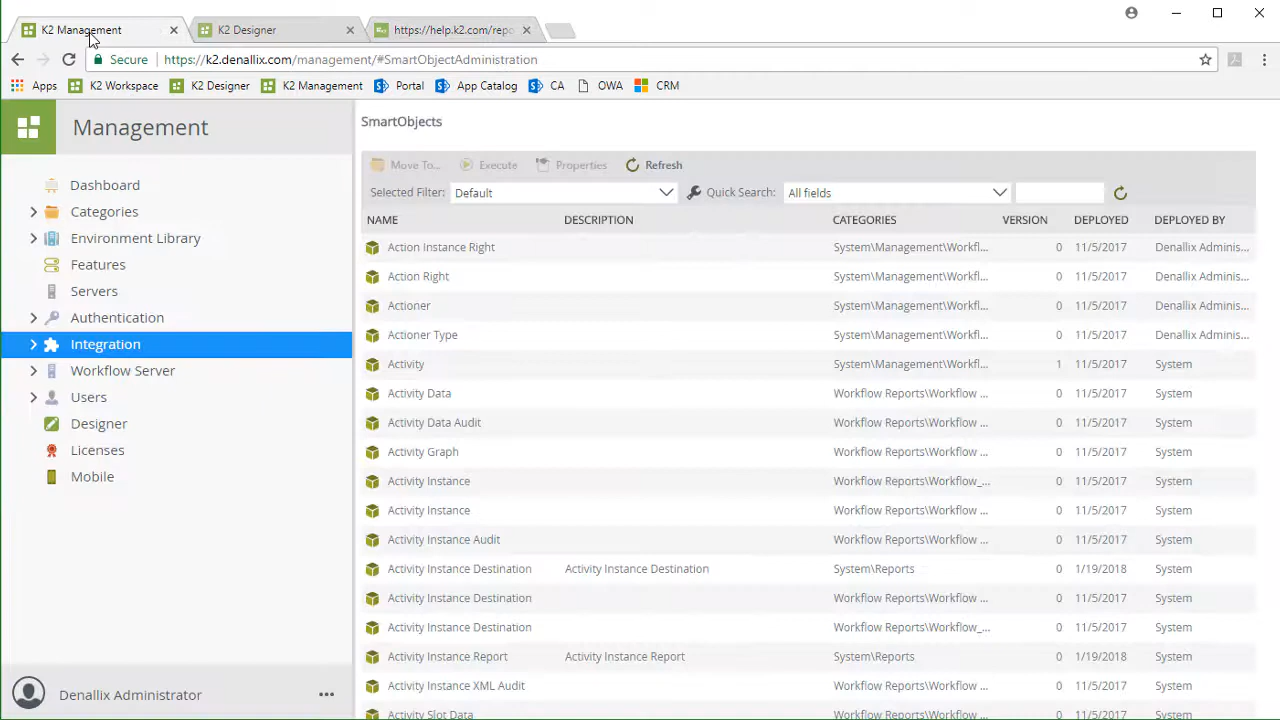 K2 Management
K2 Designer
https://help.k2.com/repo
Secure
https://k2.denallix.com/management/#SmartObjectAdministration
Apps
K2 Workspace
K2 Designer
K2 Management
Portal
App Catalog
CA
OWA
CRM
Management
Dashboard
Categories
Environment Library
Features
Servers
Authentication
Integration
Workflow Server
Users
Designer
Licenses
Mobile
Denallix Administrator
SmartObjects
Move To... Execute Properties Refresh
Selected Filter: Default Quick Search: All fields
NAME DESCRIPTION CATEGORIES VERSION DEPLOYED DEPLOYED BY
Action Instance Right System\Management\Workfl... 0 11/5/2017 Denallix Adminis...
Action Right System\Management\Workfl... 0 11/5/2017 Denallix Adminis...
Actioner System\Management\Workfl... 0 11/5/2017 Denallix Adminis...
Actioner Type System\Management\Workfl... 0 11/5/2017 Denallix Adminis...
Activity System\Management\Workfl... 1 11/5/2017 System
Activity Data Workflow Reports\Workflow ... 0 11/5/2017 System
Activity Data Audit Workflow Reports\Workflow ... 0 11/5/2017 System
Activity Graph Workflow Reports\Workflow ... 0 11/5/2017 System
Activity Instance Workflow Reports\Workflow_... 0 11/5/2017 System
Activity Instance Workflow Reports\Workflow ... 0 11/5/2017 System
Activity Instance Audit Workflow Reports\Workflow ... 0 11/5/2017 System
Activity Instance Destination Activity Instance Destination System\Reports 0 1/19/2018 System
Activity Instance Destination Workflow Reports\Workflow ... 0 11/5/2017 System
Activity Instance Destination Workflow Reports\Workflow_... 0 11/5/2017 System
Activity Instance Report Activity Instance Report System\Reports 0 1/19/2018 System
Activity Instance XML Audit Workflow Reports\Workflow ... 0 11/5/2017 System
Activity Slot Data Workflow Reports\Workflow ... 0 11/5/2017 System